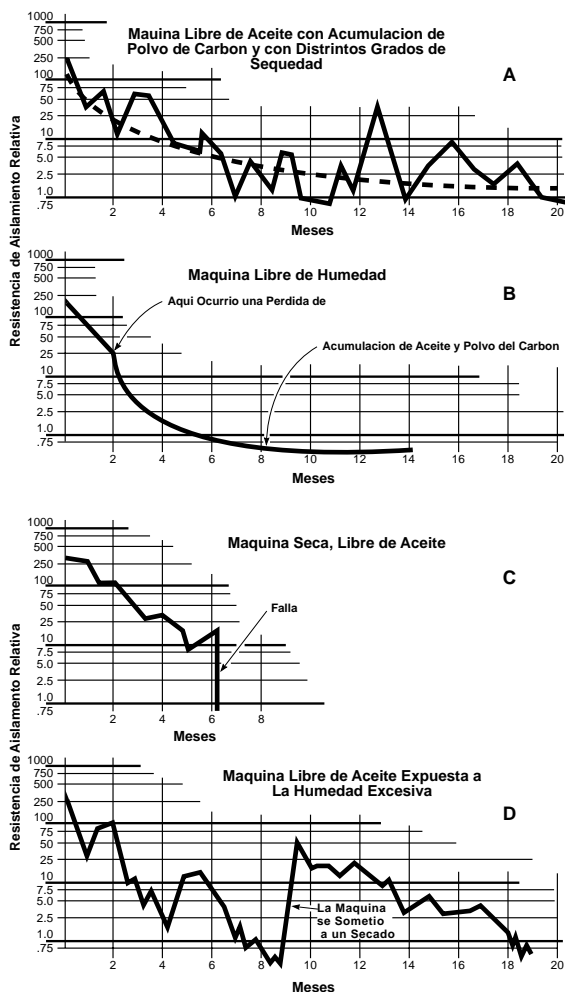 Resistencia de Aislamiento Relativa
Mauina Libre de Aceite con Acumulacion de
Polvo de Carbon y con Distrintos Grados de
Sequedad
A
1000
750
500
250
100
75
50
25
10
7.5
5.0
2.5
1.0
.75
2 4 6 8 10 12 14 16 18 20
Meses
Maquina Libre de Humedad
B
Aqui Ocurrio una Perdida de
Acumulacion de Aceite y Polvo del Carbon
1000
750
500
250
100
75
50
25
10
7.5
5.0
2.5
1.0
.75
2 4 6 8 10 12 14 16 18 20
Meses
Resistencia de Aislamento Relativa
Maquina Seca, Libre de Aceite
C
Falla
1000
750
500
250
100
75
50
25
10
7.5
5.0
2.5
1.0
.75
2 4 6 8
Meses
Maquina Libre de Aceite Expuesta a
La Humedad Excesiva
D
La Maquina
se Sometio
a un Secado
1000
750
500
250
100
75
50
25
10
7.5
5.0
2.5
1.0
.75
2 4 6 8 10 12 14 16 18 20
Meses